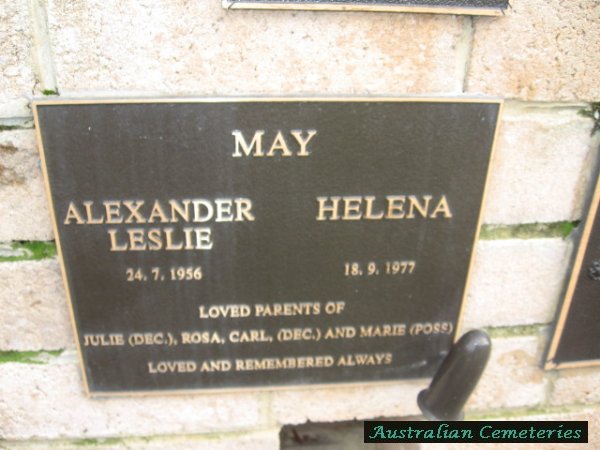 MAY
ALEXANDER LESLIE
24. 7. 1956
HELENA
18. 9. 1977
LOVED PARENTS OF
JULIE (DEC.), ROSA, CARL, (DEC.) AND MARIE (POSS)
LOVED AND REMEMBERED ALWAYS
Australian Cemeteries